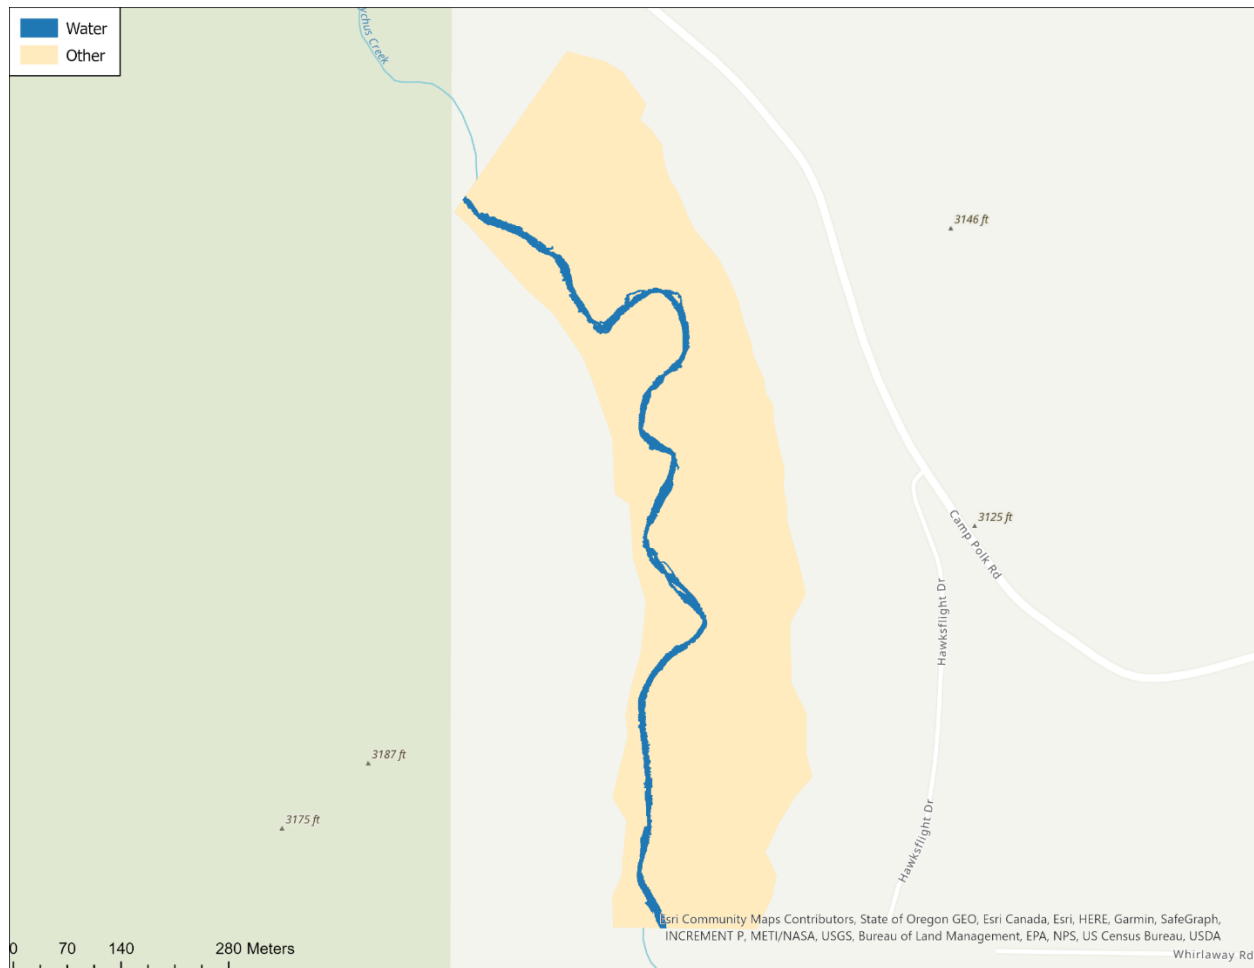 Water
Other
ychus Creek
3146 ft
3125 ft
Camp Polk Rd
Hawksflight Dr
3187 ft
3175 ft
Hawksflight Dr
Esri Community Maps Contributors, State of Oregon GEO, Esri Canada, Esri, HERE, Garmin, SafeGraph,
INCREMENT P, METI/NASA, USGS, Bureau of Land Management, EPA, NPS, US Census Bureau, USDA
0 70 140 280 Meters
Whirlaway Rd